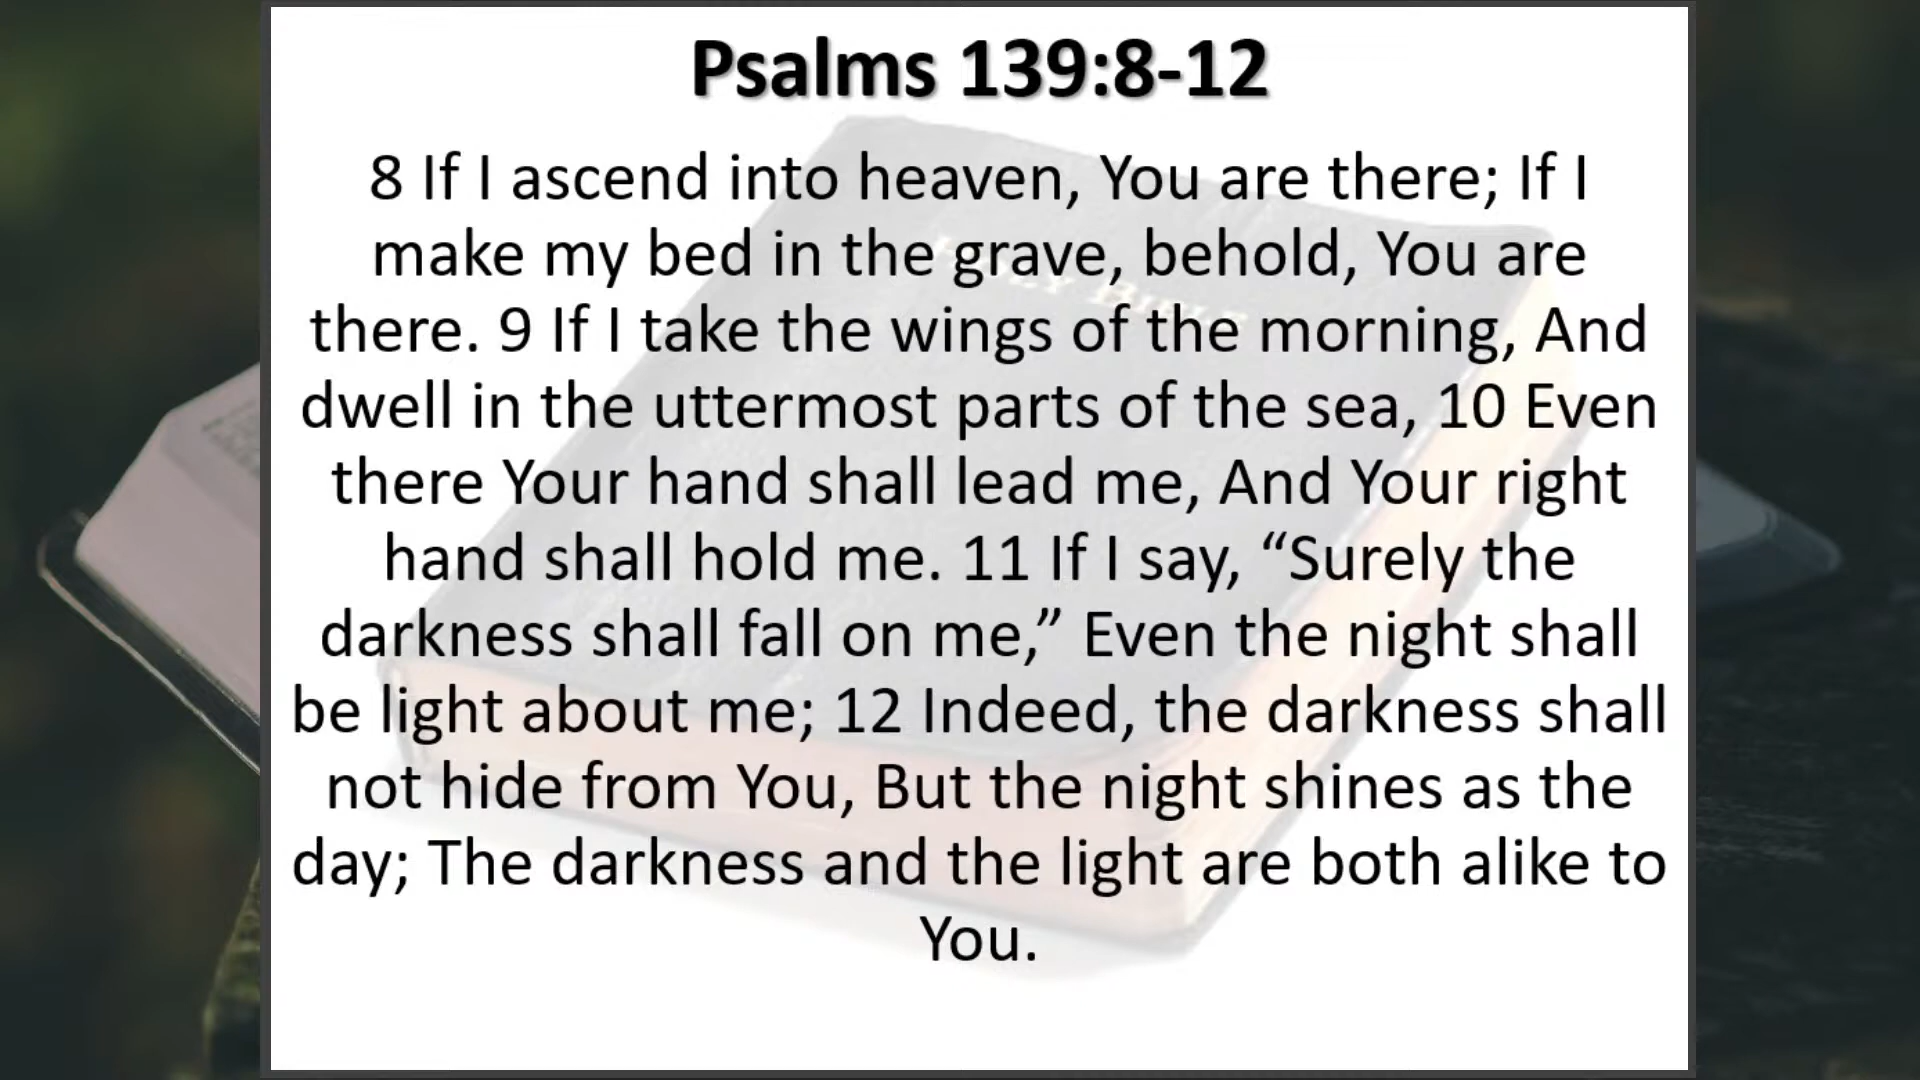 Psalms 139:8-12
8 If I ascend into heaven, You are there; If I
make my bed in the grave, behold, You are
there. 9 If I take the wings of the morning, And
dwell in the uttermost parts of the sea, 10 Even
there Your hand shall lead me, And Your right
hand shall hold me. 11 If I say, “Surely the
darkness shall fall on me,” Even the night shall
be light about me; 12 Indeed, the darkness shall
not hide from You, But the night shines as the
day; The darkness and the light are both alike to
You.
HOLY BIBLE